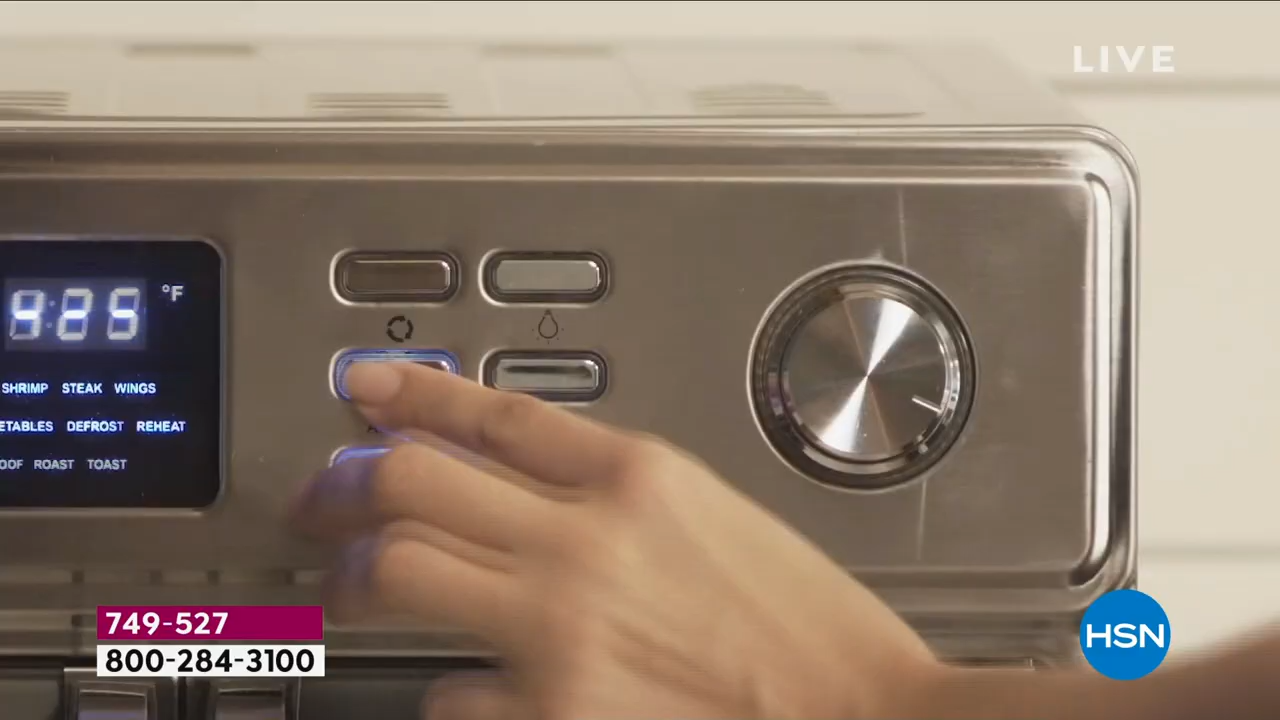 LIVE
425 °F
SHRIMP STEAK WINGS
ETABLES DEFROST REHEAT
OOF ROAST TOAST
749-527
800-284-3100
HSN